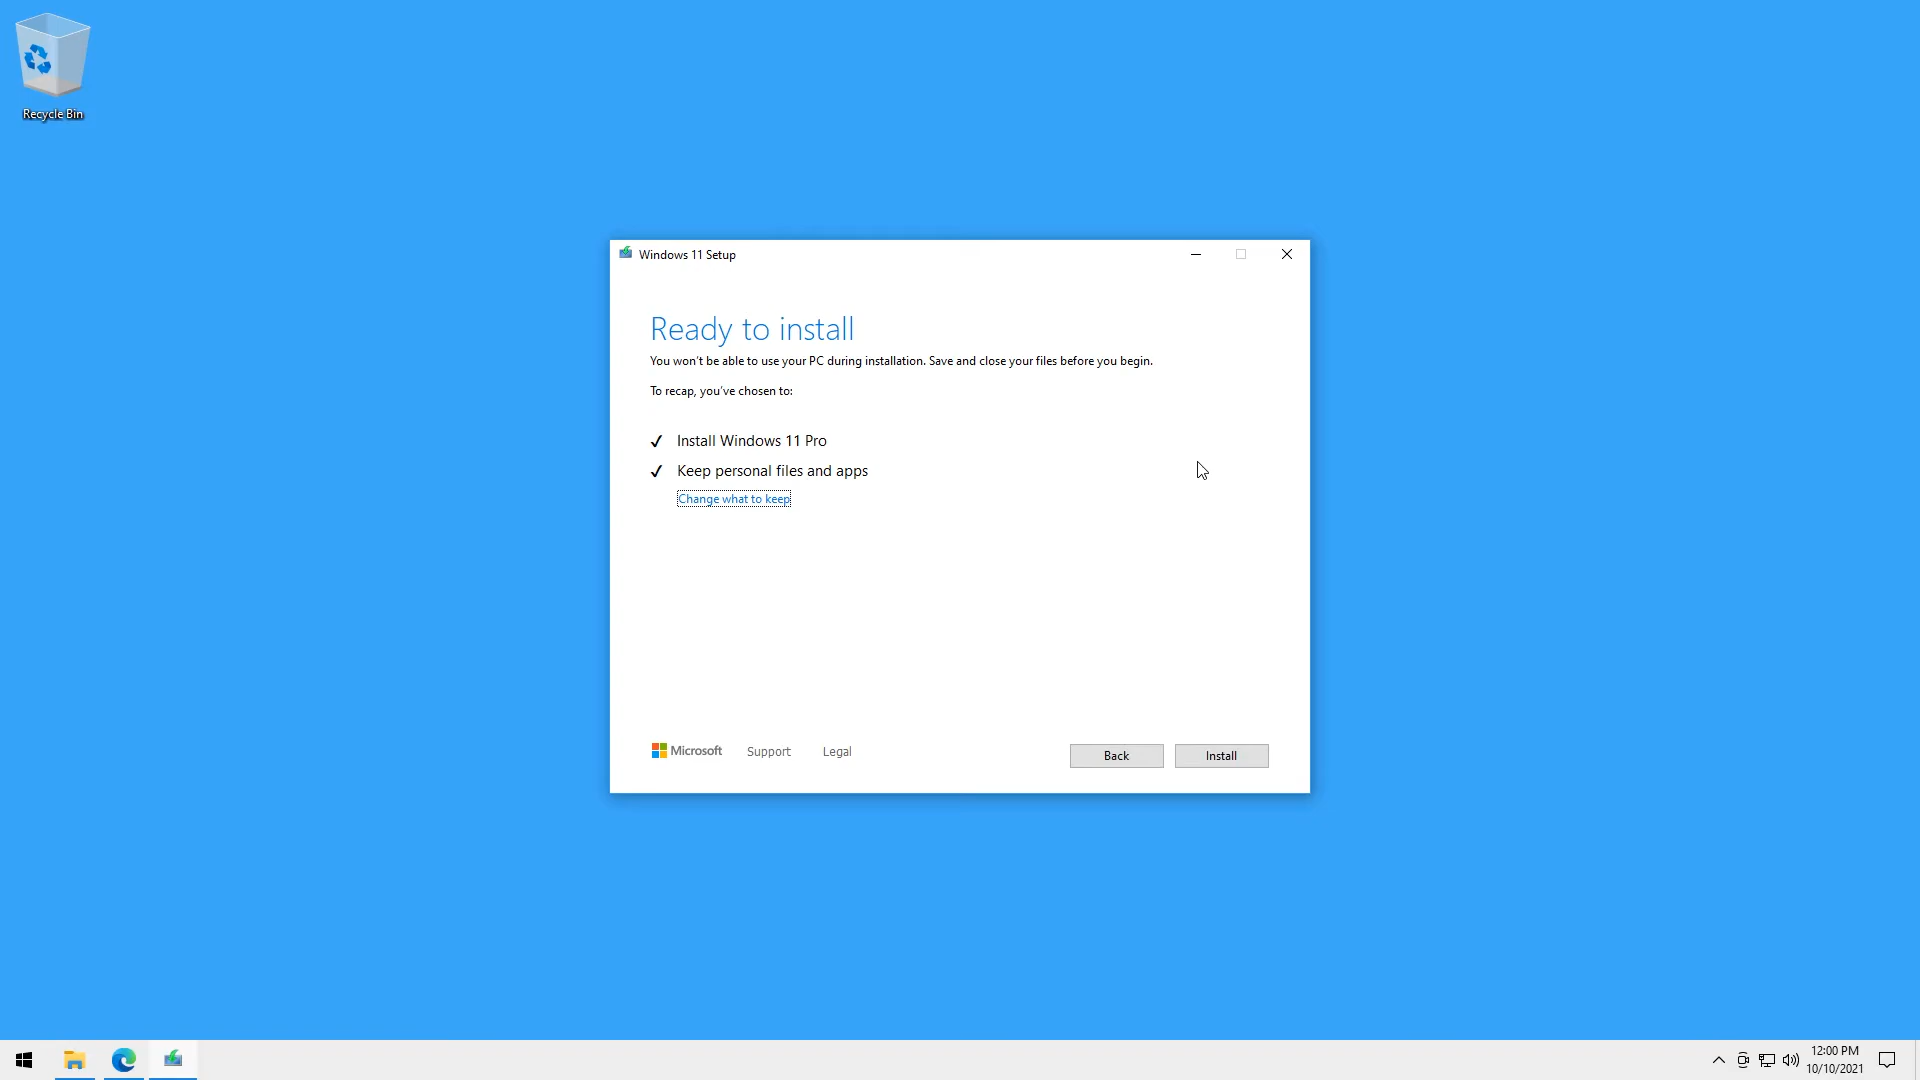 Recycle Bin
Windows 11 Setup
Ready to install
You won't be able to use your PC during installation. Save and close your files before you begin.
To recap, you've chosen to:
Install Windows 11 Pro
Keep personal files and apps
Change what to keep
Microsoft Support Legal
Back Install
12:00 PM
10/10/2021